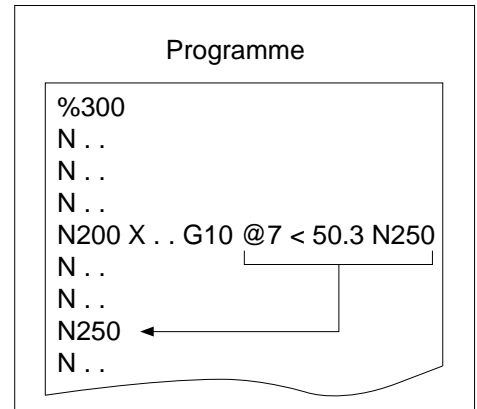 Programme
%300
N . .
N . .
N . .
N200 X . . G10 @7 < 50.3 N250
N . .
N . .
N250
N . .